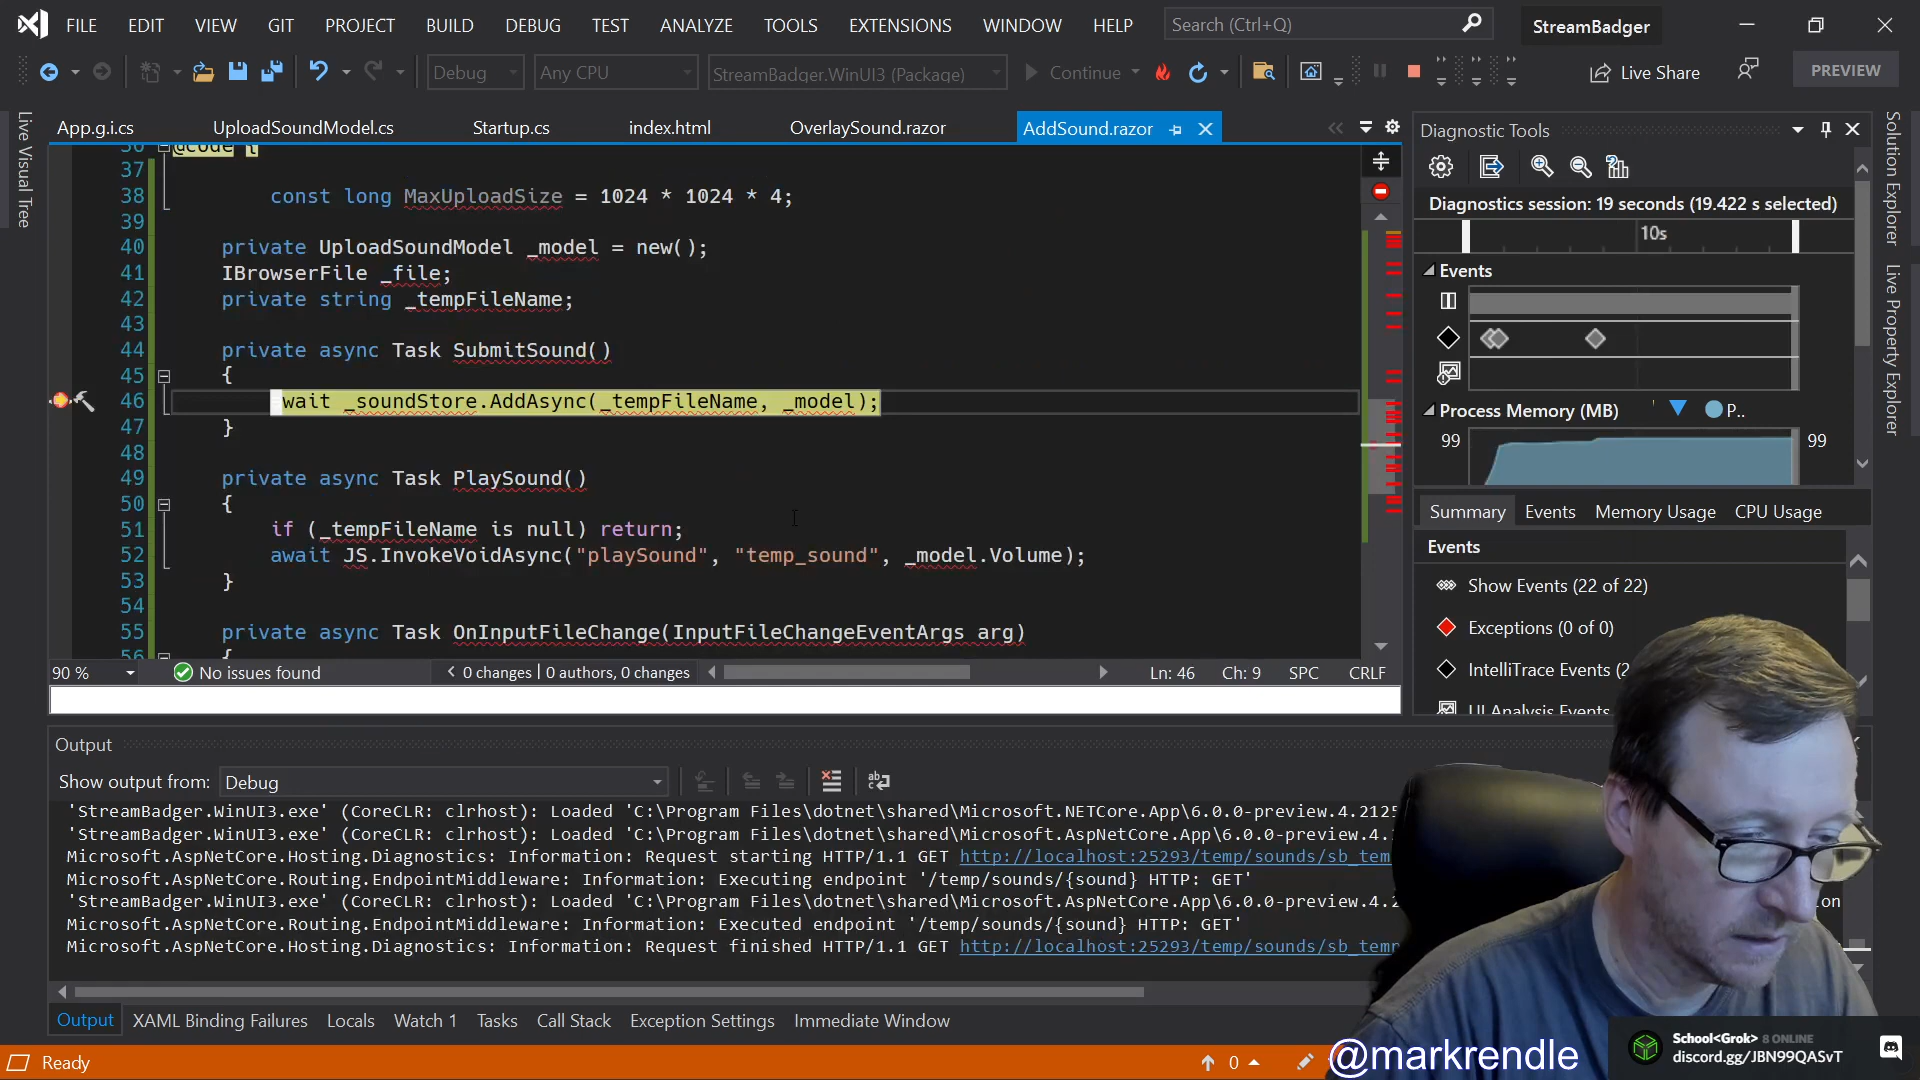 FILE EDIT VIEW GIT PROJECT BUILD DEBUG TEST ANALYZE TOOLS EXTENSIONS WINDOW HELP Search (Ctrl+Q) StreamBadger
Debug Any CPU StreamBadger.WinUI3 (Package) Continue Live Share PREVIEW
App.g.i.cs UploadSoundModel.cs Startup.cs index.html OverlaySound.razor AddSound.razor
Live Visual Tree
36 @code {
37
38 const long MaxUploadSize = 1024 * 1024 * 4;
39
40 private UploadSoundModel _model = new();
41 IBrowserFile _file;
42 private string _tempFileName;
43
44 private async Task SubmitSound()
45 {
46 await _soundStore.AddAsync(_tempFileName, _model);
47 }
48
49 private async Task PlaySound()
50 {
51 if (_tempFileName is null) return;
52 await JS.InvokeVoidAsync("playSound", "temp_sound", _model.Volume);
53 }
54
55 private async Task OnInputFileChange(InputFileChangeEventArgs arg)
56 {
90 % No issues found 0 changes | 0 authors, 0 changes Ln: 46 Ch: 9 SPC CRLF
Diagnostic Tools
Diagnostics session: 19 seconds (19.422 s selected)
10s
Events
Process Memory (MB) P..
99 99
Summary Events Memory Usage CPU Usage
Events
Show Events (22 of 22)
Exceptions (0 of 0)
IntelliTrace Events (2
UI Analysis Events
Solution Explorer
Live Property Explorer
Output
Show output from: Debug
'StreamBadger.WinUI3.exe' (CoreCLR: clrhost): Loaded 'C:\Program Files\dotnet\shared\Microsoft.NETCore.App\6.0.0-preview.4.2125
'StreamBadger.WinUI3.exe' (CoreCLR: clrhost): Loaded 'C:\Program Files\dotnet\shared\Microsoft.AspNetCore.App\6.0.0-preview.4.
Microsoft.AspNetCore.Hosting.Diagnostics: Information: Request starting HTTP/1.1 GET http://localhost:25293/temp/sounds/sb_tem
Microsoft.AspNetCore.Routing.EndpointMiddleware: Information: Executing endpoint '/temp/sounds/{sound} HTTP: GET'
'StreamBadger.WinUI3.exe' (CoreCLR: clrhost): Loaded 'C:\Program Files\dotnet\shared\Microsoft.AspNetCore.App\6.0.0-preview.4.2
Microsoft.AspNetCore.Routing.EndpointMiddleware: Information: Executed endpoint '/temp/sounds/{sound} HTTP: GET'
Microsoft.AspNetCore.Hosting.Diagnostics: Information: Request finished HTTP/1.1 GET http://localhost:25293/temp/sounds/sb_temp
Output XAML Binding Failures Locals Watch 1 Tasks Call Stack Exception Settings Immediate Window
Ready 0
@markrendle
School<Grok> 8 ONLINE
discord.gg/JBN99QASvT